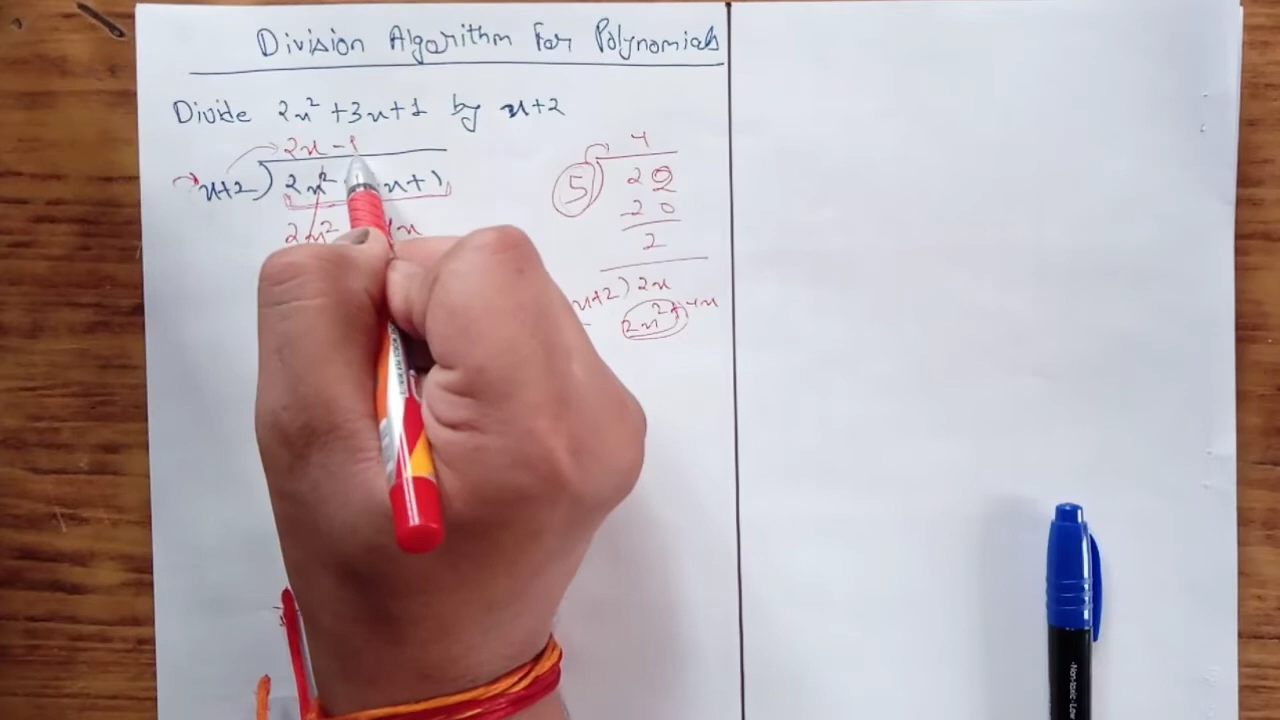 Division Algorithm For Polynomials
Divide 2x² + 3x + 1 by x + 2
2x - 1
x+2 ) 2x² x + 1
2x² x
4
5 ) 22
- 20
2
x+2 ) 2x
2x² + 4x